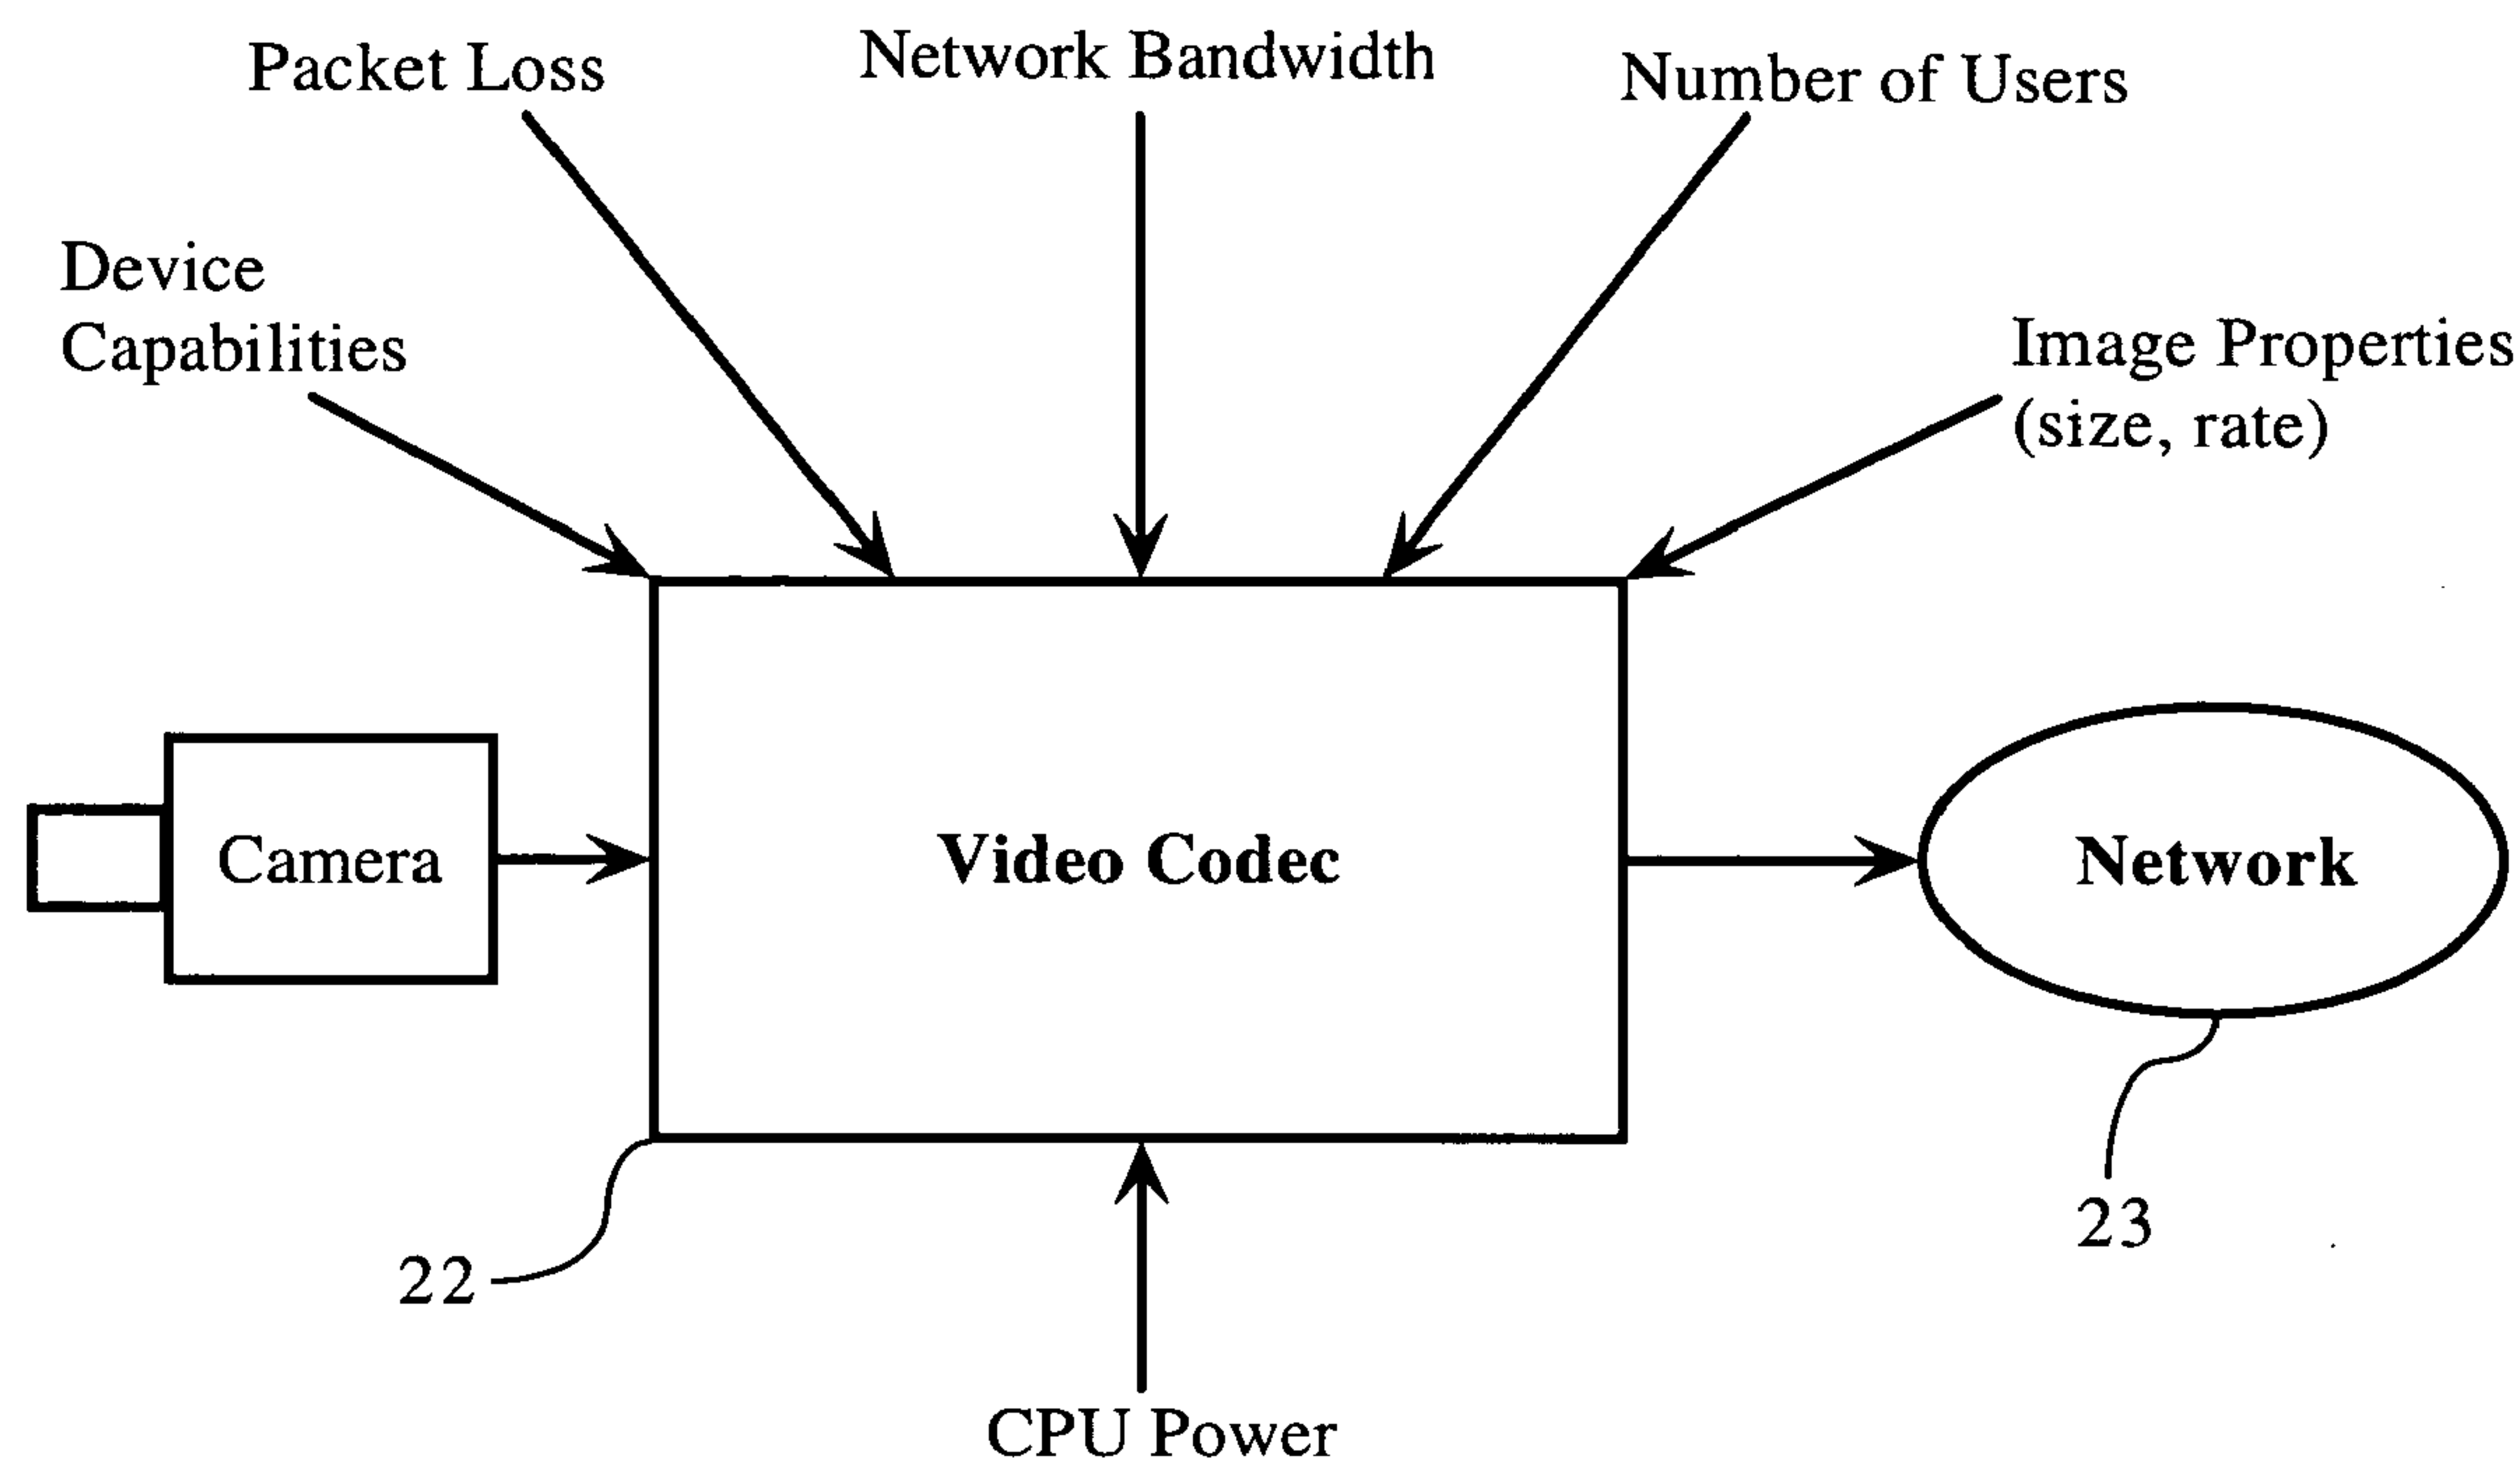 Packet Loss
Network Bandwidth
Number of Users
Device
Capabilities
Image Properties
(size, rate)
Camera
Video Codec
Network
22
23
CPU Power